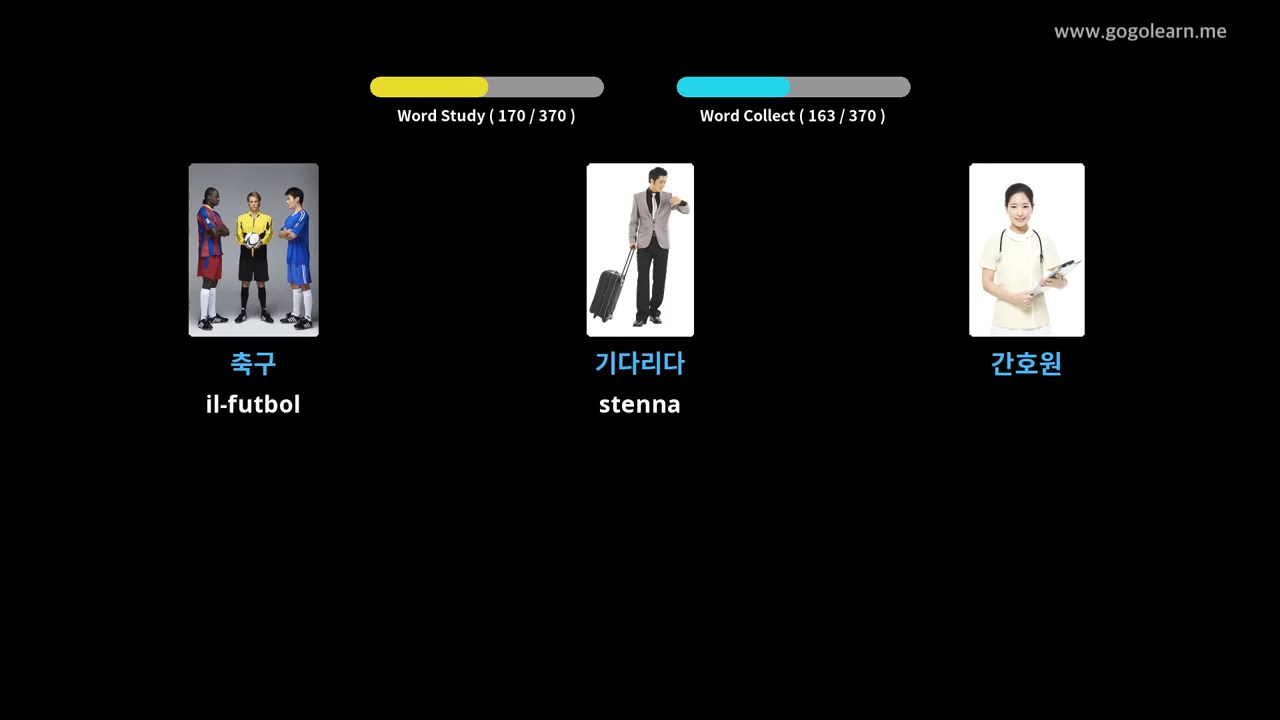 www.gogolearn.me
Word Study ( 170 / 370 )
Word Collect ( 163 / 370 )
축구
기다리다
간호원
il-futbol
stenna